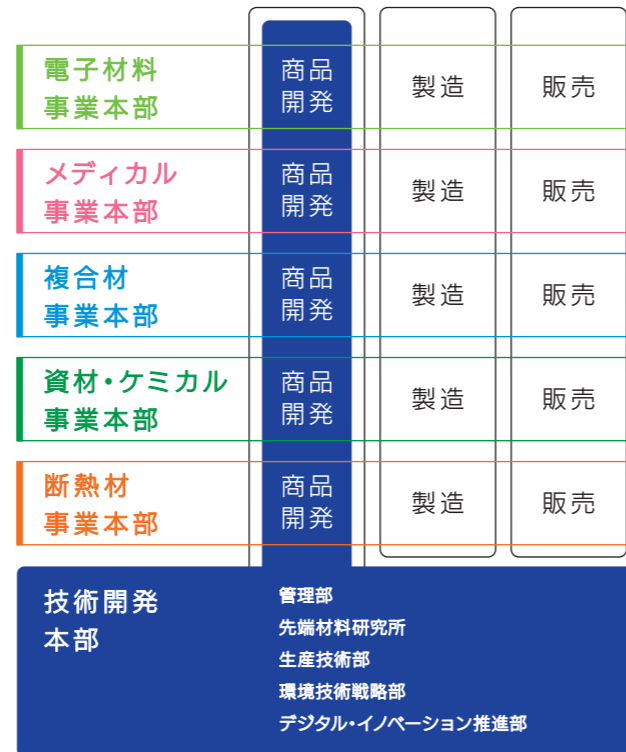 電子材料
事業本部
商品
開発
製造
販売
メディカル
事業本部
商品
開発
製造
販売
複合材
事業本部
商品
開発
製造
販売
資材・ケミカル
事業本部
商品
開発
製造
販売
断熱材
事業本部
商品
開発
製造
販売
技術開発
本部
管理部
先端材料研究所
生産技術部
環境技術戦略部
デジタル・イノベーション推進部